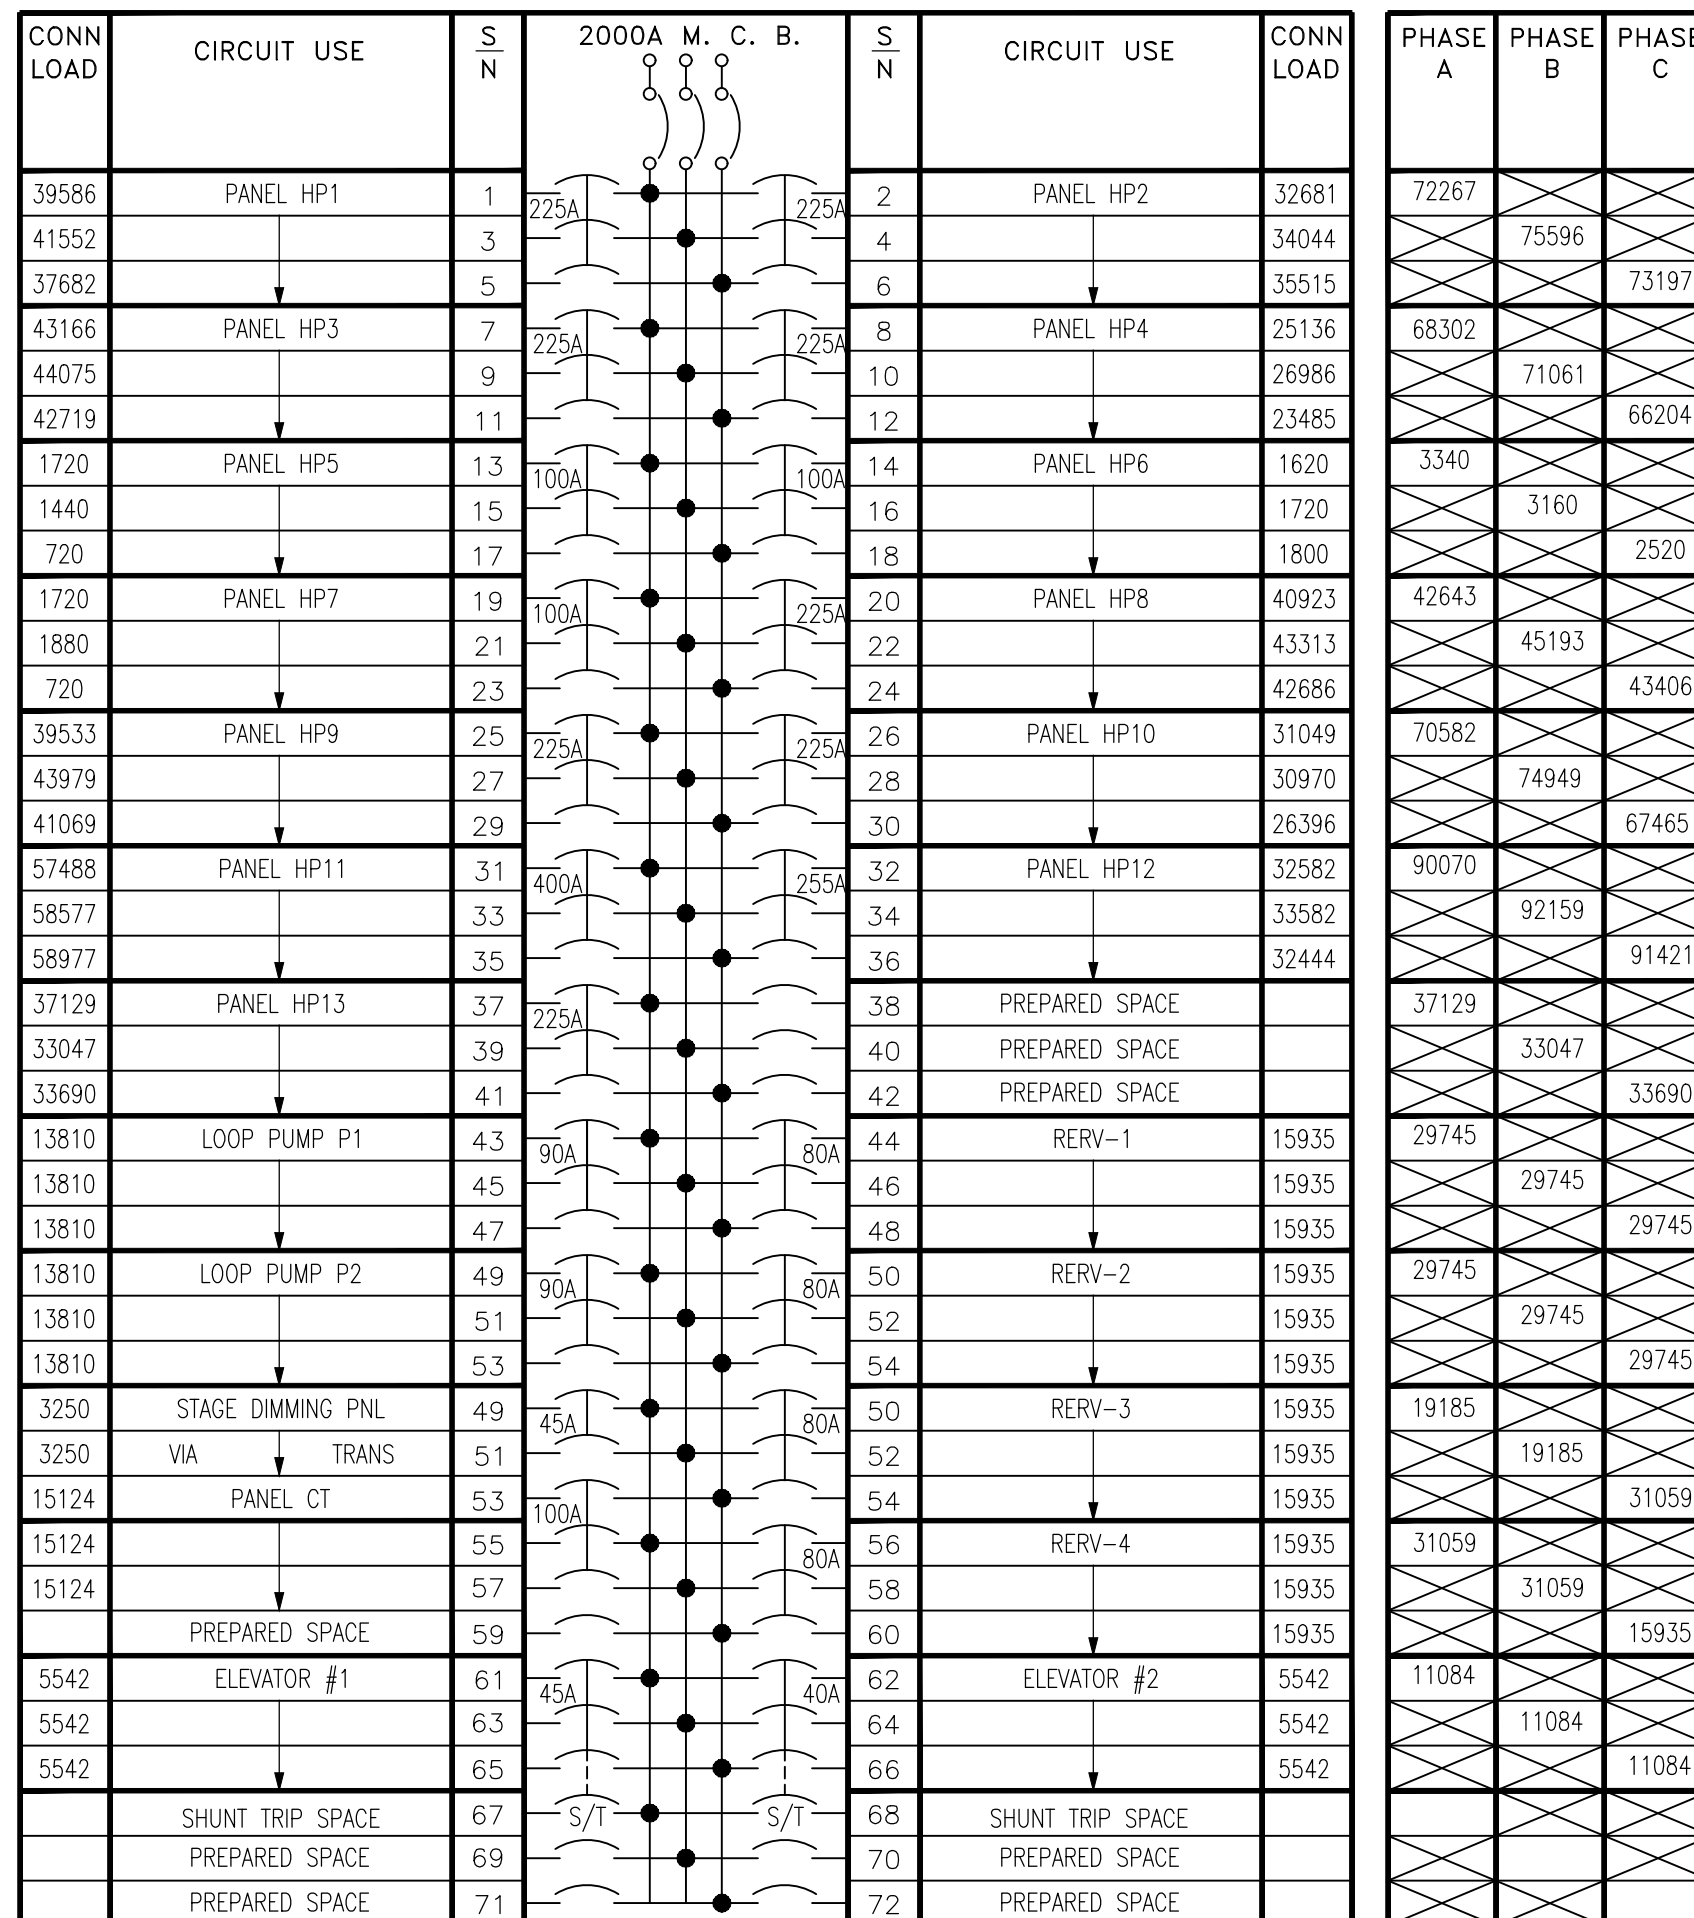 CONN LOAD CIRCUIT USE S/N 2000A M. C. B. S/N CIRCUIT USE CONN LOAD PHASE A PHASE B PHASE C
39586 PANEL HP1 1 225A 225A 2 PANEL HP2 32681 72267
41552 3 4 34044 75596
37682 5 6 35515 73197
43166 PANEL HP3 7 225A 225A 8 PANEL HP4 25136 68302
44075 9 10 26986 71061
42719 11 12 23485 66204
1720 PANEL HP5 13 100A 100A 14 PANEL HP6 1620 3340
1440 15 16 1720 3160
720 17 18 1800 2520
1720 PANEL HP7 19 100A 225A 20 PANEL HP8 40923 42643
1880 21 22 43313 45193
720 23 24 42686 43406
39533 PANEL HP9 25 225A 225A 26 PANEL HP10 31049 70582
43979 27 28 30970 74949
41069 29 30 26396 67465
57488 PANEL HP11 31 400A 255A 32 PANEL HP12 32582 90070
58577 33 34 33582 92159
58977 35 36 32444 91421
37129 PANEL HP13 37 225A 38 PREPARED SPACE 37129
33047 39 40 PREPARED SPACE 33047
33690 41 42 PREPARED SPACE 33690
13810 LOOP PUMP P1 43 90A 80A 44 RERV-1 15935 29745
13810 45 46 15935 29745
13810 47 48 15935 29745
13810 LOOP PUMP P2 49 90A 80A 50 RERV-2 15935 29745
13810 51 52 15935 29745
13810 53 54 15935 29745
3250 STAGE DIMMING PNL 49 45A 80A 50 RERV-3 15935 19185
3250 VIA TRANS 51 52 15935 19185
15124 PANEL CT 53 100A 54 15935 31059
15124 55 80A 56 RERV-4 15935 31059
15124 57 58 15935 31059
PREPARED SPACE 59 60 15935 15935
5542 ELEVATOR #1 61 45A 40A 62 ELEVATOR #2 5542 11084
5542 63 64 5542 11084
5542 65 66 5542 11084
SHUNT TRIP SPACE 67 S/T S/T 68 SHUNT TRIP SPACE
PREPARED SPACE 69 70 PREPARED SPACE
PREPARED SPACE 71 72 PREPARED SPACE